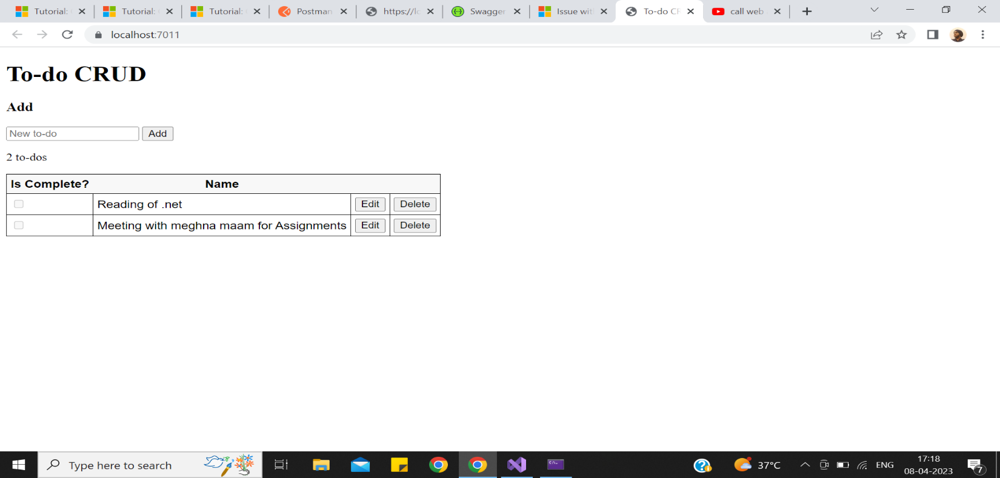 Tutorial: Tutorial: Tutorial: Postman https://lo Swagger Issue wit To-do CR call web
localhost:7011
To-do CRUD
Add
New to-do Add
2 to-dos
Is Complete? Name
Reading of .net Edit Delete
Meeting with meghna maam for Assignments Edit Delete
Type here to search 37°C ENG 17:18
08-04-2023 7